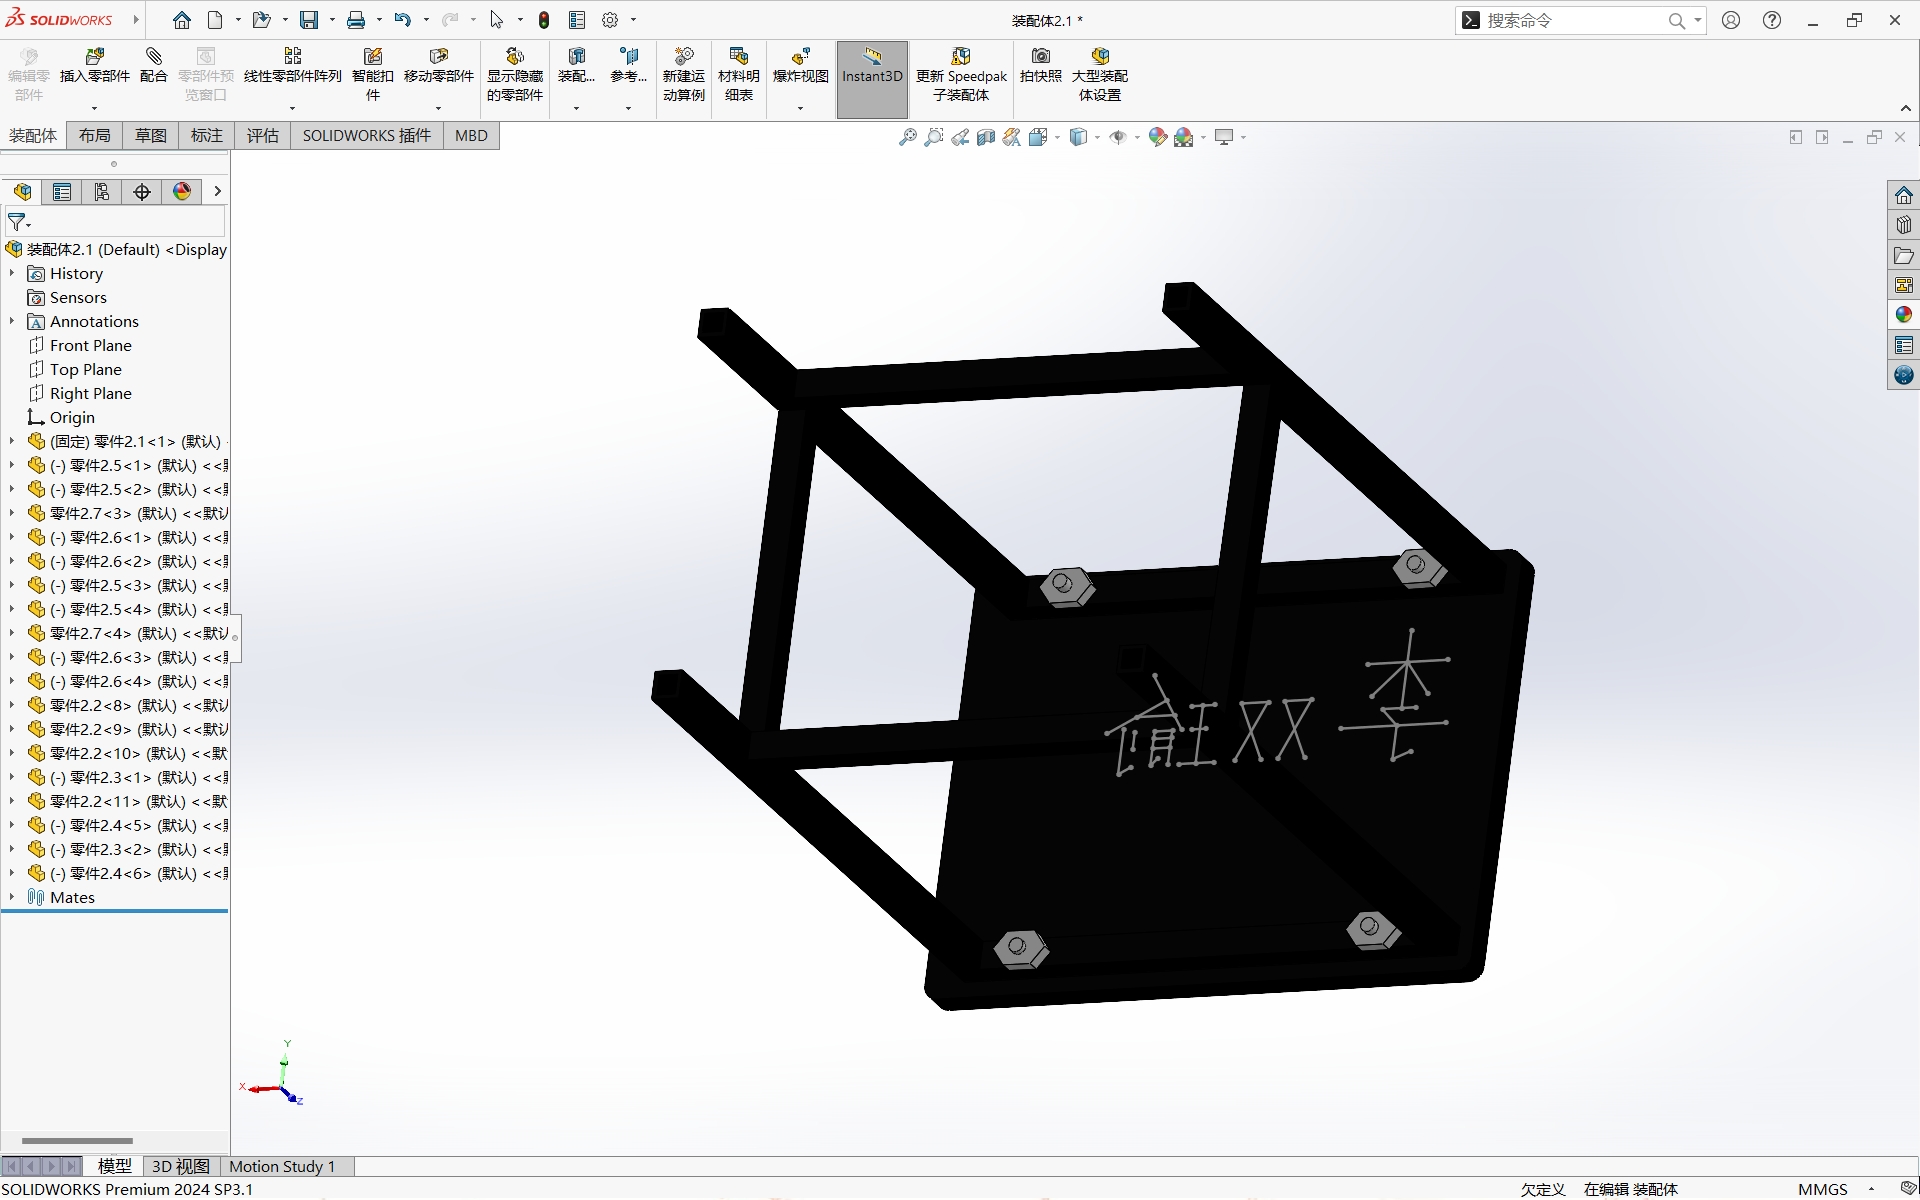 SOLIDWORKS
装配体2.1 *
搜索命令
编辑零部件
插入零部件
配合
零部件预览窗口
线性零部件阵列
智能扣件
移动零部件
显示隐藏的零部件
装配...
参考...
新建运动算例
材料明细表
爆炸视图
Instant3D
更新 Speedpak 子装配体
拍快照
大型装配体设置
装配体
布局
草图
标注
评估
SOLIDWORKS 插件
MBD
装配体2.1 (Default) <Display
History
Sensors
Annotations
Front Plane
Top Plane
Right Plane
Origin
(固定) 零件2.1<1> (默认)
(-) 零件2.5<1> (默认) <<
(-) 零件2.5<2> (默认) <<
零件2.7<3> (默认) <<默认
(-) 零件2.6<1> (默认) <<
(-) 零件2.6<2> (默认) <<
(-) 零件2.5<3> (默认) <<
(-) 零件2.5<4> (默认) <<
零件2.7<4> (默认) <<默认
(-) 零件2.6<3> (默认) <<
(-) 零件2.6<4> (默认) <<
零件2.2<8> (默认) <<默认
零件2.2<9> (默认) <<默认
零件2.2<10> (默认) <<默
(-) 零件2.3<1> (默认) <<
零件2.2<11> (默认) <<默
(-) 零件2.4<5> (默认) <<
(-) 零件2.3<2> (默认) <<
(-) 零件2.4<6> (默认) <<
Mates
Y
X
Z
模型
3D 视图
Motion Study 1
SOLIDWORKS Premium 2024 SP3.1
欠定义
在编辑 装配体
MMGS